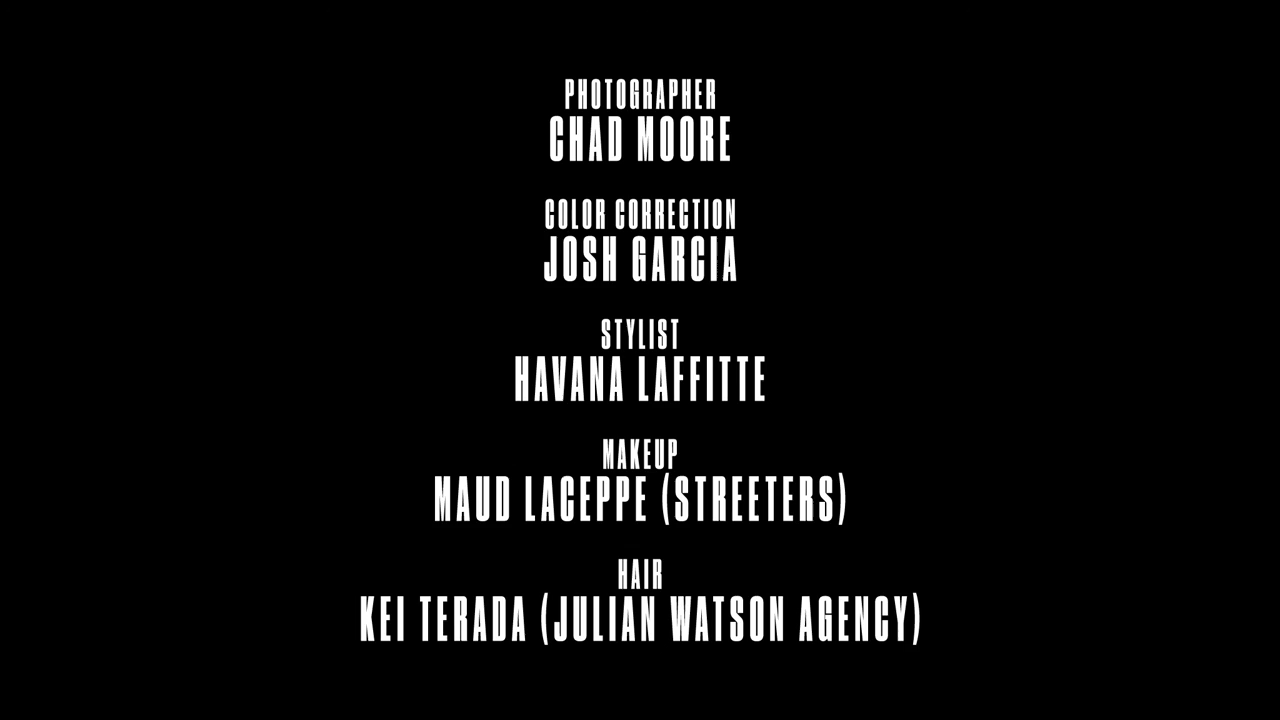 PHOTOGRAPHER
CHAD MOORE
COLOR CORRECTION
JOSH GARCIA
STYLIST
HAVANA LAFFITTE
MAKEUP
MAUD LACEPPE (STREETERS)
HAIR
KEI TERADA (JULIAN WATSON AGENCY)